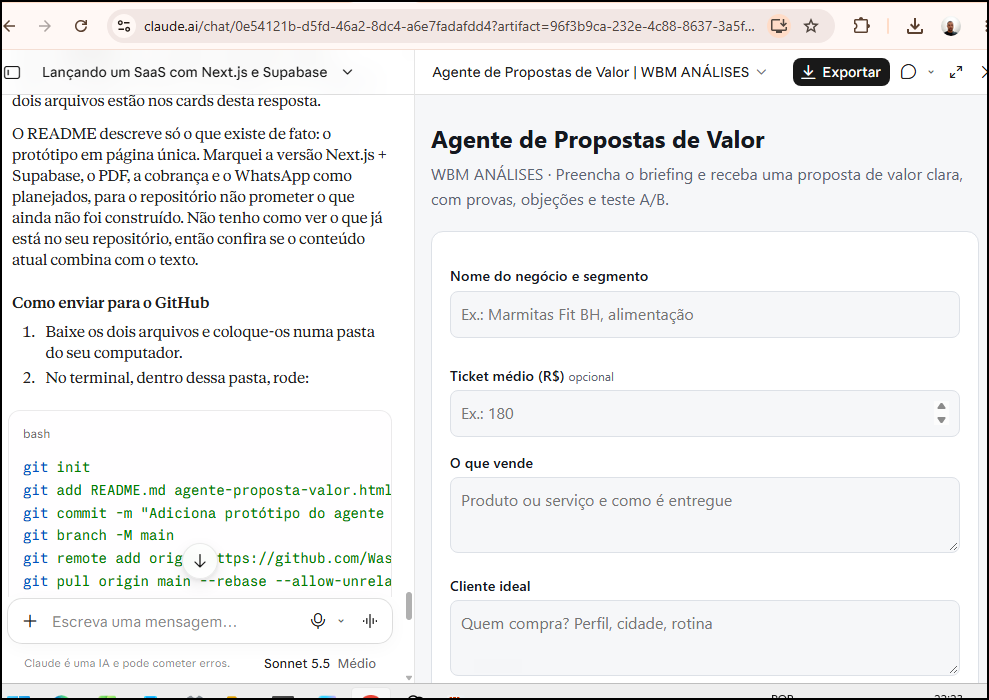 claude.ai/chat/0e54121b-d5fd-46a2-8dc4-a6e7fadafdd4?artifact=96f3b9ca-232e-4c88-8637-3a5f...
Lançando um SaaS com Next.js e Supabase
dois arquivos estão nos cards desta resposta.
O README descreve só o que existe de fato: o
protótipo em página única. Marquei a versão Next.js +
Supabase, o PDF, a cobrança e o WhatsApp como
planejados, para o repositório não prometer o que
ainda não foi construído. Não tenho como ver o que já
está no seu repositório, então confira se o conteúdo
atual combina com o texto.
Como enviar para o GitHub
1. Baixe os dois arquivos e coloque-os numa pasta
do seu computador.
2. No terminal, dentro dessa pasta, rode:
bash
git init
git add README.md agente-proposta-valor.html
git commit -m "Adiciona protótipo do agente
git branch -M main
git remote add orig ttps://github.com/Was
git pull origin main --rebase --allow-unrela
Escreva uma mensagem...
Claude é uma IA e pode cometer erros.
Sonnet 5.5 Médio
Agente de Propostas de Valor | WBM ANÁLISES
Exportar
Agente de Propostas de Valor
WBM ANÁLISES · Preencha o briefing e receba uma proposta de valor clara,
com provas, objeções e teste A/B.
Nome do negócio e segmento
Ex.: Marmitas Fit BH, alimentação
Ticket médio (R$) opcional
Ex.: 180
O que vende
Produto ou serviço e como é entregue
Cliente ideal
Quem compra? Perfil, cidade, rotina